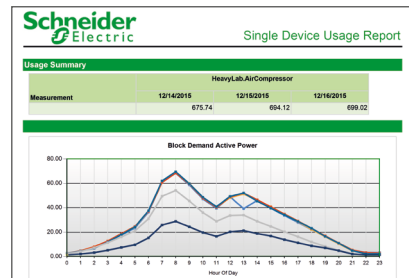 Schneider
Electric
Single Device Usage Report
Usage Summary
HeavyLab.AirCompressor
Measurement 12/14/2015 12/15/2015 12/16/2015
675.74 694.12 699.02
Block Demand Active Power
80.00
60.00
40.00
20.00
0.00
0 1 2 3 4 5 6 7 8 9 10 11 12 13 14 15 16 17 18 19 20 21 22 23
Hour Of Day